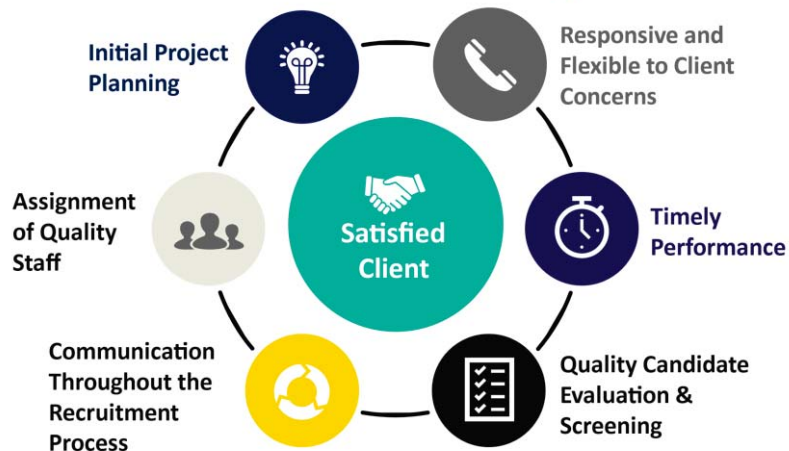 Initial Project
Planning
Responsive and
Flexible to Client
Concerns
Assignment
of Quality
Staff
Satisfied
Client
Timely
Performance
Communication
Throughout the
Recruitment
Process
Quality Candidate
Evaluation &
Screening